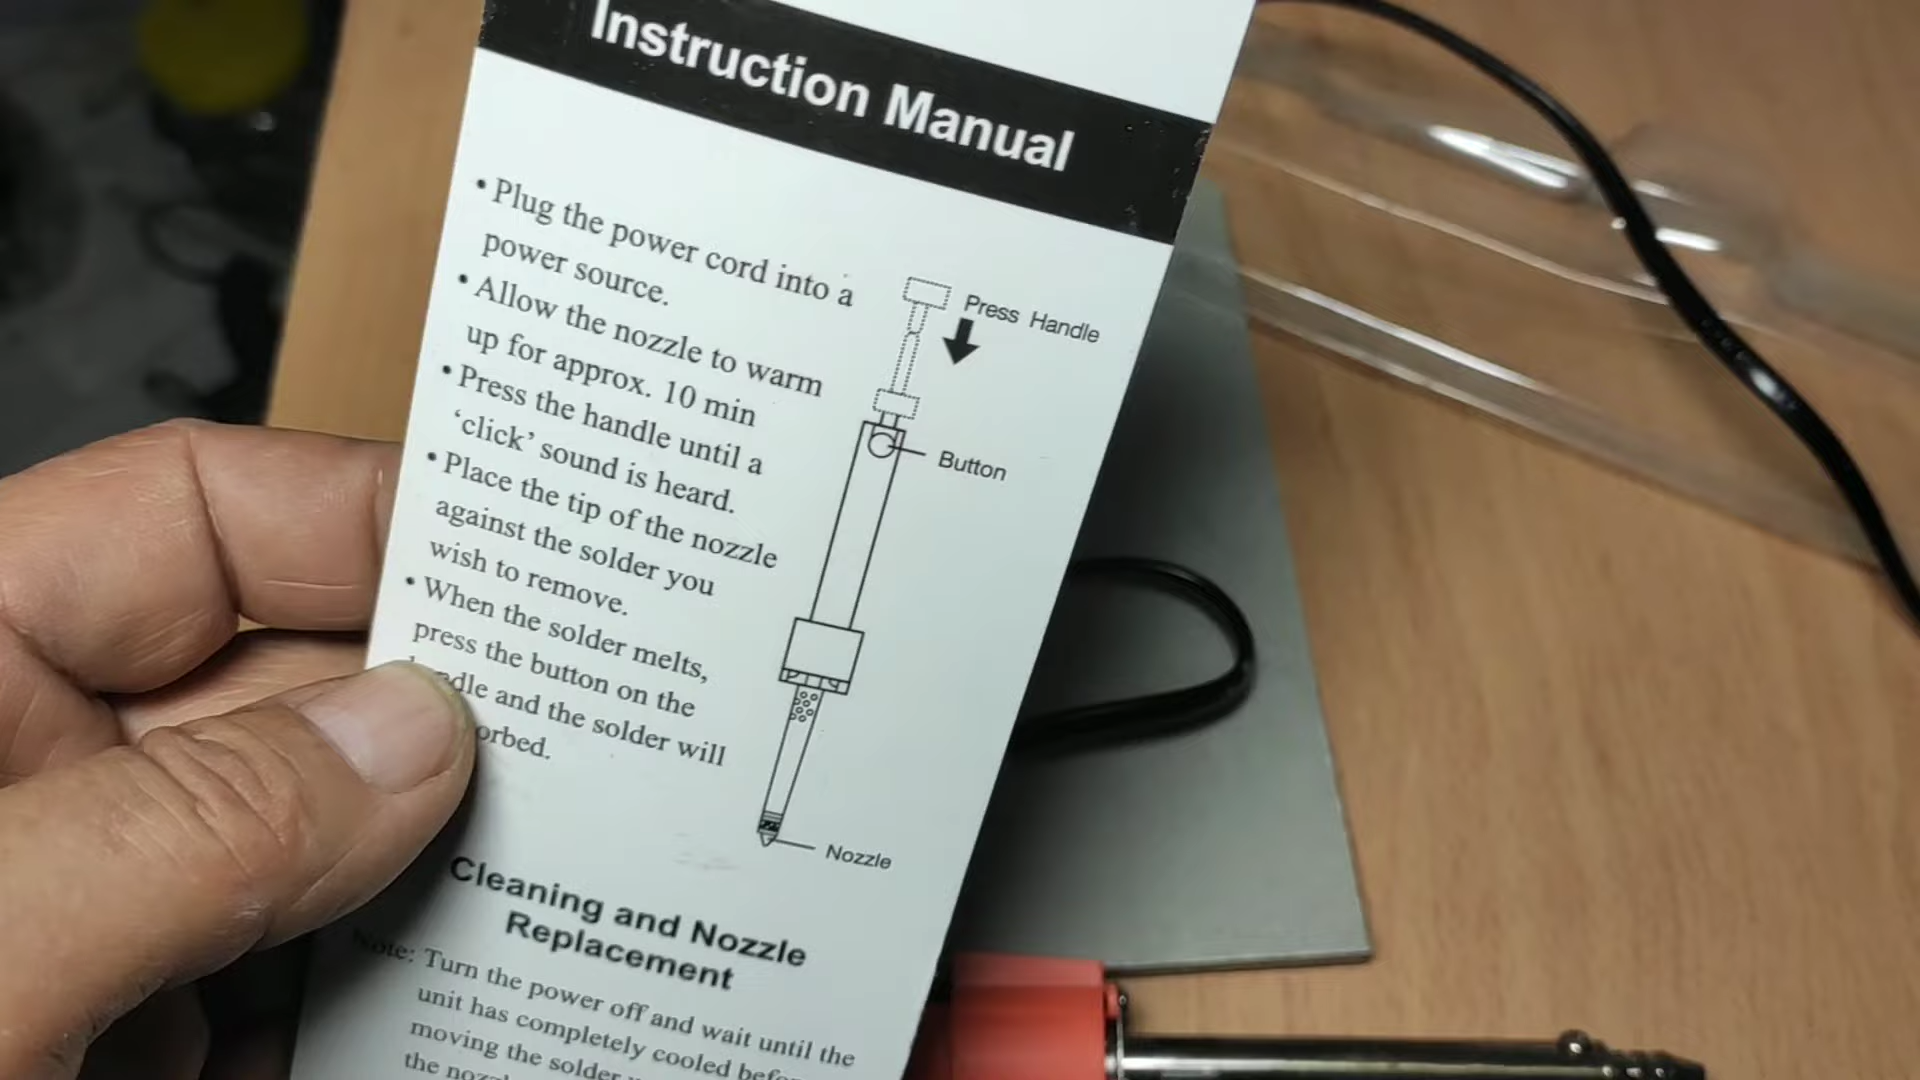 Instruction Manual
• Plug the power cord into a
power source.
• Allow the nozzle to warm
up for approx. 10 min
• Press the handle until a
‘click’ sound is heard.
• Place the tip of the nozzle
against the solder you
wish to remove.
• When the solder melts,
press the button on the
and the solder will
Press Handle
Button
Nozzle
Cleaning and Nozzle
Replacement
Note: Turn the power off and wait until the
unit has completely cooled
moving the solder
the